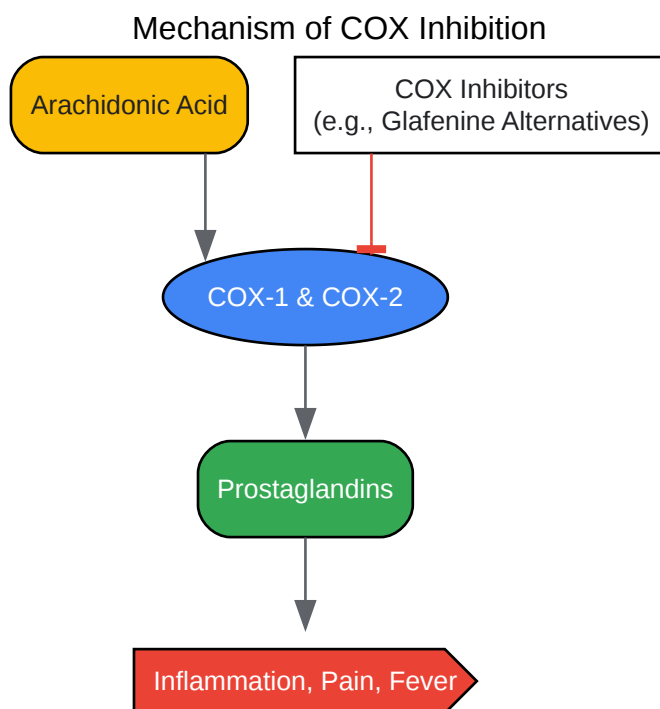 Mechanism of COX Inhibition
Arachidonic Acid
COX Inhibitors
(e.g., Glafenine Alternatives)
COX-1 & COX-2
Prostaglandins
Inflammation, Pain, Fever